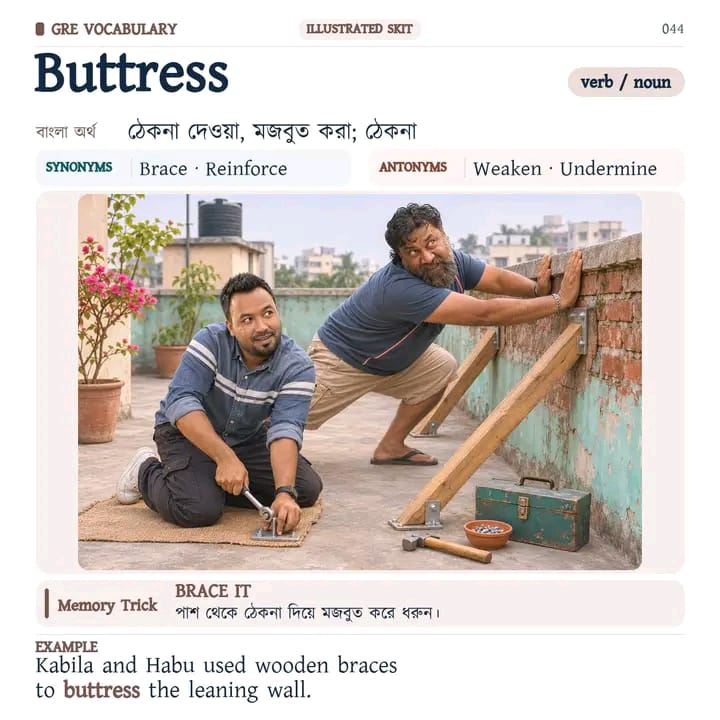 GRE VOCABULARY
ILLUSTRATED SKIT
044
Buttress
verb / noun
বাংলা অর্থ ঠেকনা দেওয়া, মজবুত করা; ঠেকনা
SYNONYMS Brace · Reinforce
ANTONYMS Weaken · Undermine
Memory Trick
BRACE IT
পাশ থেকে ঠেকনা দিয়ে মজবুত করে ধরুন।
EXAMPLE
Kabila and Habu used wooden braces
to buttress the leaning wall.